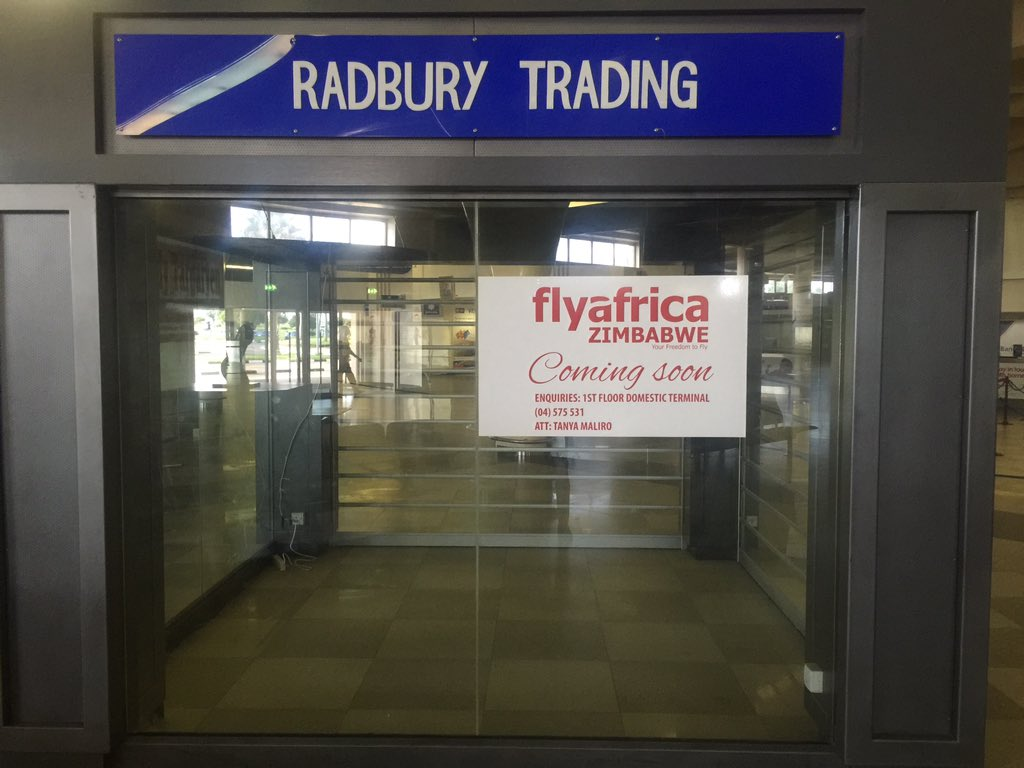 RADBURY TRADING
flyafrica
ZIMBABWE
Your Freedom to Fly
Coming soon
ENQUIRIES: 1ST FLOOR DOMESTIC TERMINAL
(04) 575 531
ATT: TANYA MALIRO